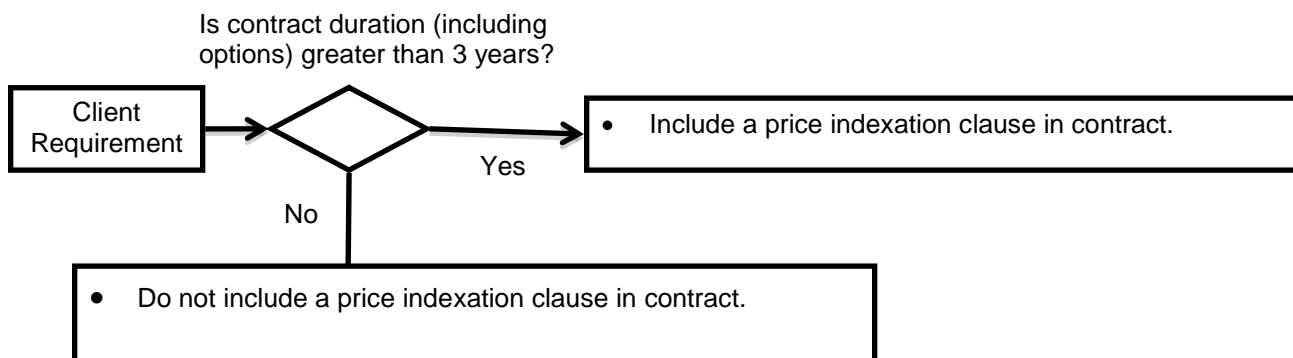 Is contract duration (including
options) greater than 3 years?
Client
Requirement
• Include a price indexation clause in contract.
Yes
No
• Do not include a price indexation clause in contract.